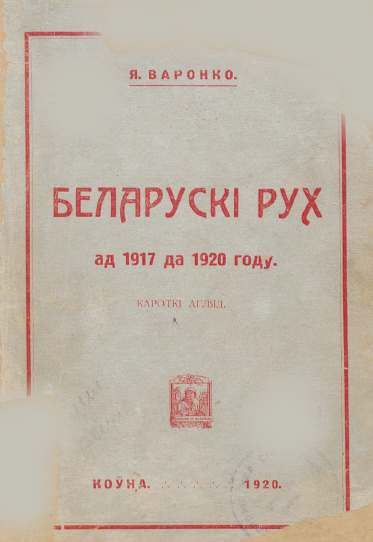 Я. ВАРОНКО.
БЕЛАРУСКІ РУХ
ад 1917 да 1920 году.
КАРОТКІ АГЛЯД.
КОЎНА. . . . . . . 1920.